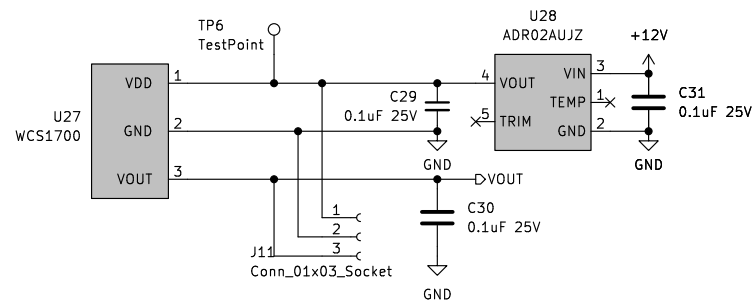 TP6
TestPoint
U28
ADR02AUJZ
+12V
U27
WCS1700
VDD
1
GND
2
VOUT
3
C29
0.1uF 25V
GND
4
VOUT
5
TRIM
VIN
3
TEMP
1
GND
2
C31
0.1uF 25V
GND
VOUT
C30
0.1uF 25V
GND
1
2
3
J11
Conn_01x03_Socket